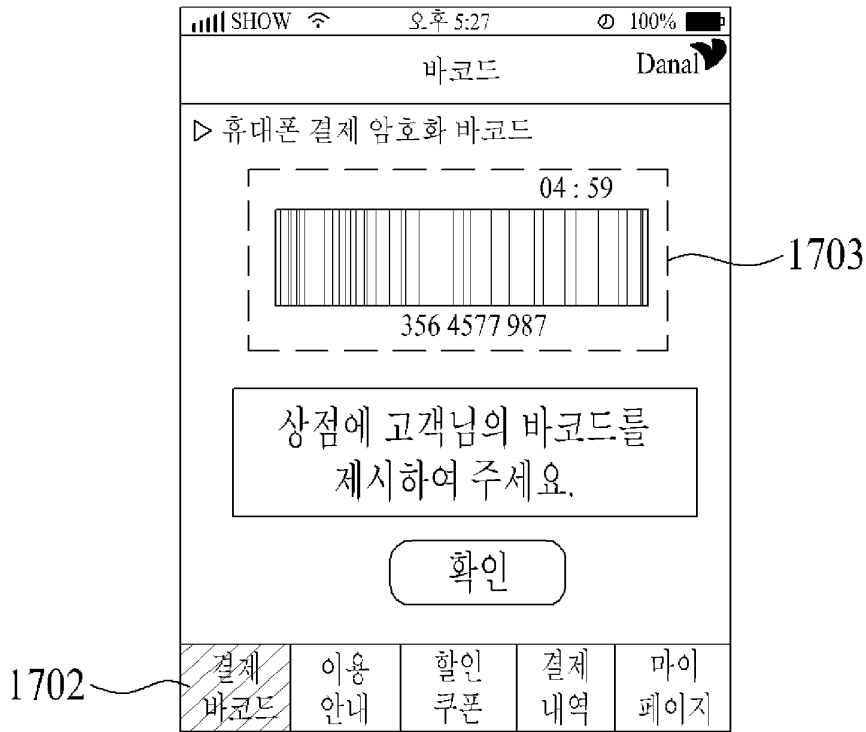 SHOW 오후 5:27 100%
바코드 Danal
▷ 휴대폰 결제 암호화 바코드
04 : 59
1703
356 4577 987
상점에 고객님의 바코드를
제시하여 주세요.
확인
1702
결제 이용 할인 결제 마이
바코드 안내 쿠폰 내역 페이지